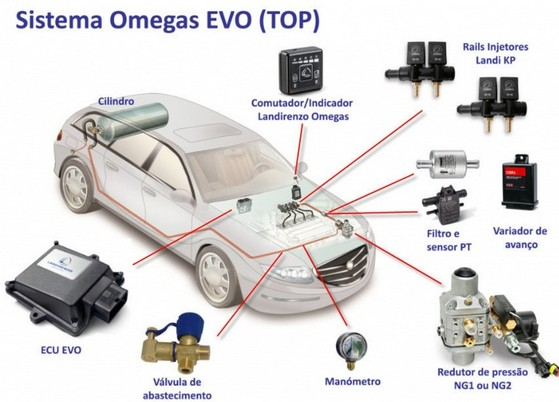 Sistema Omegas EVO (TOP)
Rails Injetores
Landi KP
Cilindro
Comutador/Indicador
Landirenzo Omegas
Filtro e
sensor PT
Variador de
avanço
LANDIRENZO
ECU EVO
Válvula de
abastecimento
Manómetro
Redutor de pressão
NG1 ou NG2